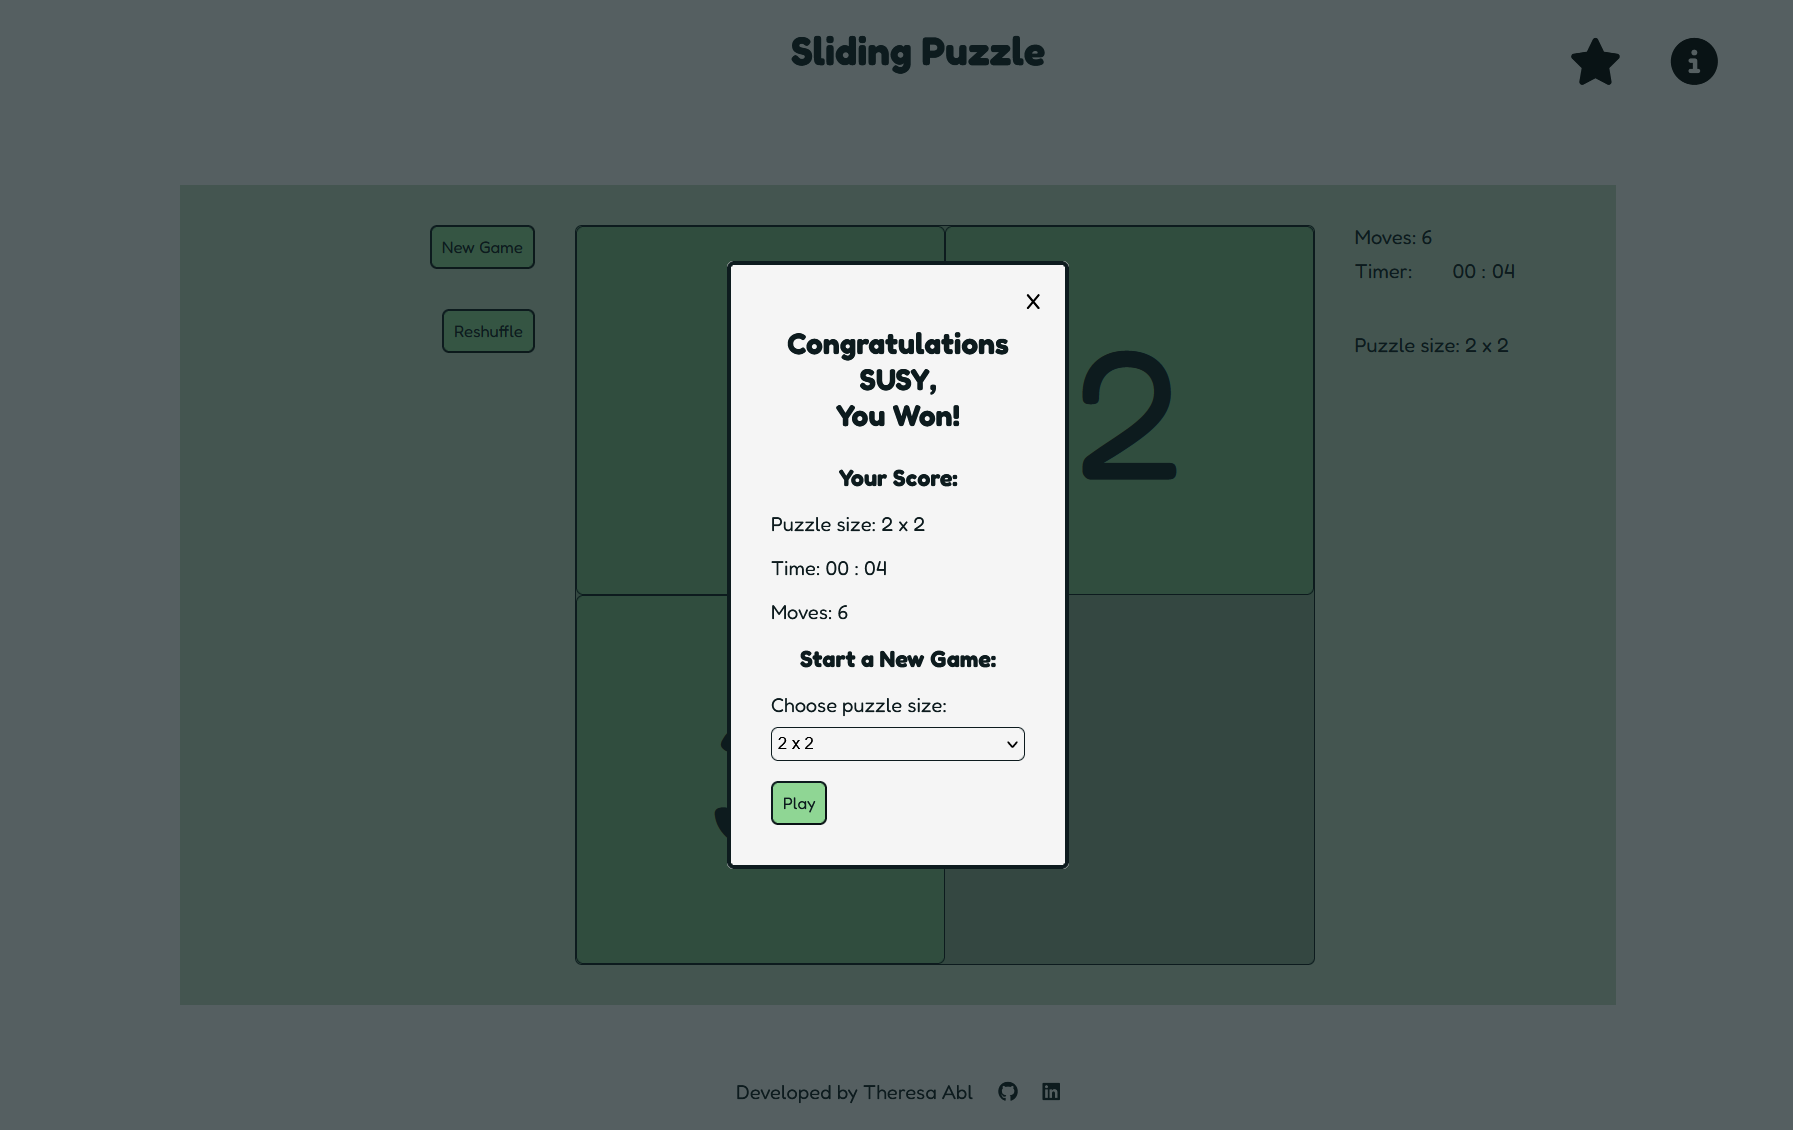 Sliding Puzzle
New Game
Reshuffle
2
Moves: 6
Timer: 00 : 04
Puzzle size: 2 x 2
X
Congratulations
SUSY,
You Won!
Your Score:
Puzzle size: 2 x 2
Time: 00 : 04
Moves: 6
Start a New Game:
Choose puzzle size:
2 x 2
Play
Developed by Theresa Abl